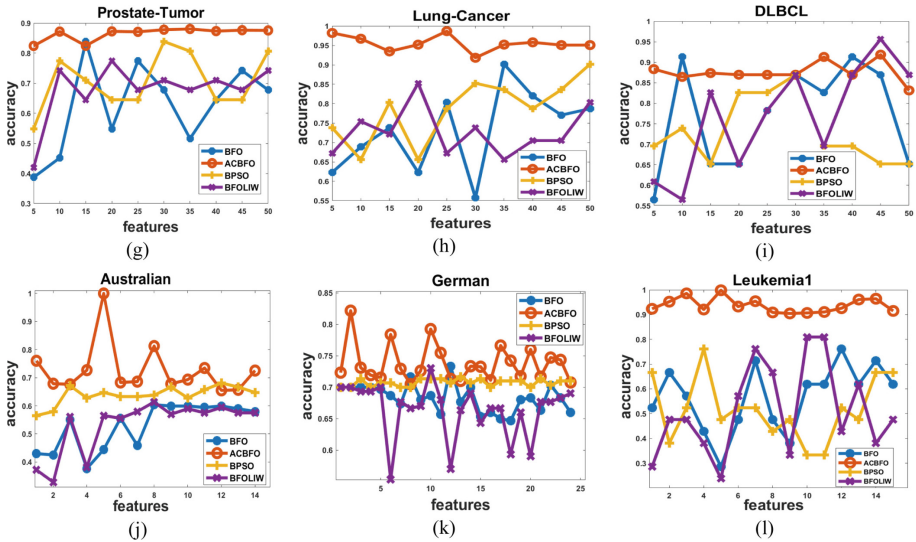 Prostate-Tumor
Lung-Cancer
DLBCL
accuracy
0.9
0.8
0.7
0.6
0.5
0.4
0.3
5 10 15 20 25 30 35 40 45 50
features
BFO
ACBFO
BPSO
BFOLIW
(g)
accuracy
1
0.95
0.9
0.85
0.8
0.75
0.7
0.65
0.6
0.55
0.5
5 10 15 20 25 30 35 40 45 50
features
BFO
ACBFO
BPSO
BFOLIW
(h)
accuracy
1
0.95
0.9
0.85
0.8
0.75
0.7
0.65
0.6
0.55
5 10 15 20 25 30 35 40 45 50
features
BFO
ACBFO
BPSO
BFOLIW
(i)
Australian
German
Leukemia1
accuracy
1
0.9
0.8
0.7
0.6
0.5
0.4
2 4 6 8 10 12 14
features
BFO
ACBFO
BPSO
BFOLIW
(j)
accuracy
0.85
0.8
0.75
0.7
0.65
0.6
5 10 15 20 25
features
BFO
ACBFO
BPSO
BFOLIW
(k)
accuracy
1
0.9
0.8
0.7
0.6
0.5
0.4
0.3
2 4 6 8 10 12 14
features
BFO
ACBFO
BPSO
BFOLIW
(l)